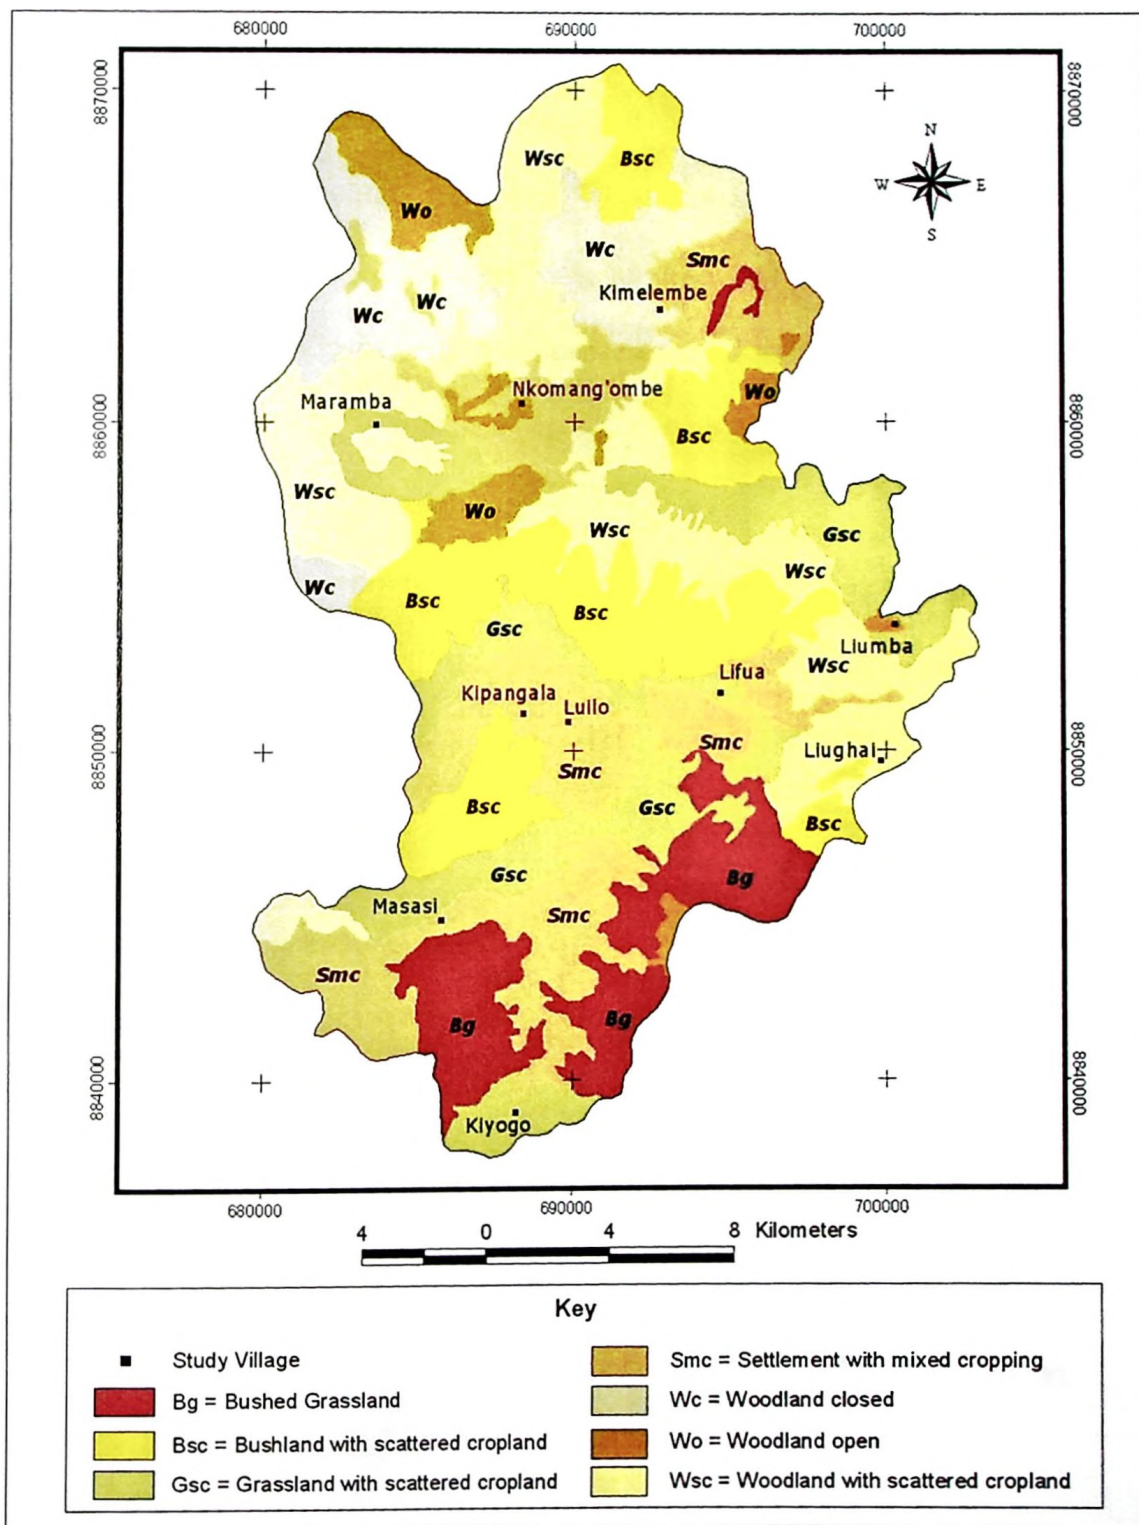 680000 690000 700000
8870000 8870000
N
W E
S
Wsc Bsc
Wo
Wc Smc
Kimelembe
Wc Wc
Nkomang'ombe Wo
Maramba
8860000 8860000
Bsc
Wsc Wo
Wsc Gsc
Wsc
Wc Bsc Bsc
Gsc
Liumba
Wsc
Lifua
Kipangala Luilo
Smc
Liughai
8850000 8850000
Smc
Bsc Gsc
Bsc
Gsc Bg
Masasi Smc
Smc
Bg Bg
8840000 8840000
Kiyogo
680000 690000 700000
4 0 4 8 Kilometers
Key
Study Village
Bg = Bushed Grassland
Bsc = Bushland with scattered cropland
Gsc = Grassland with scattered cropland
Smc = Settlement with mixed cropping
Wc = Woodland closed
Wo = Woodland open
Wsc = Woodland with scattered cropland